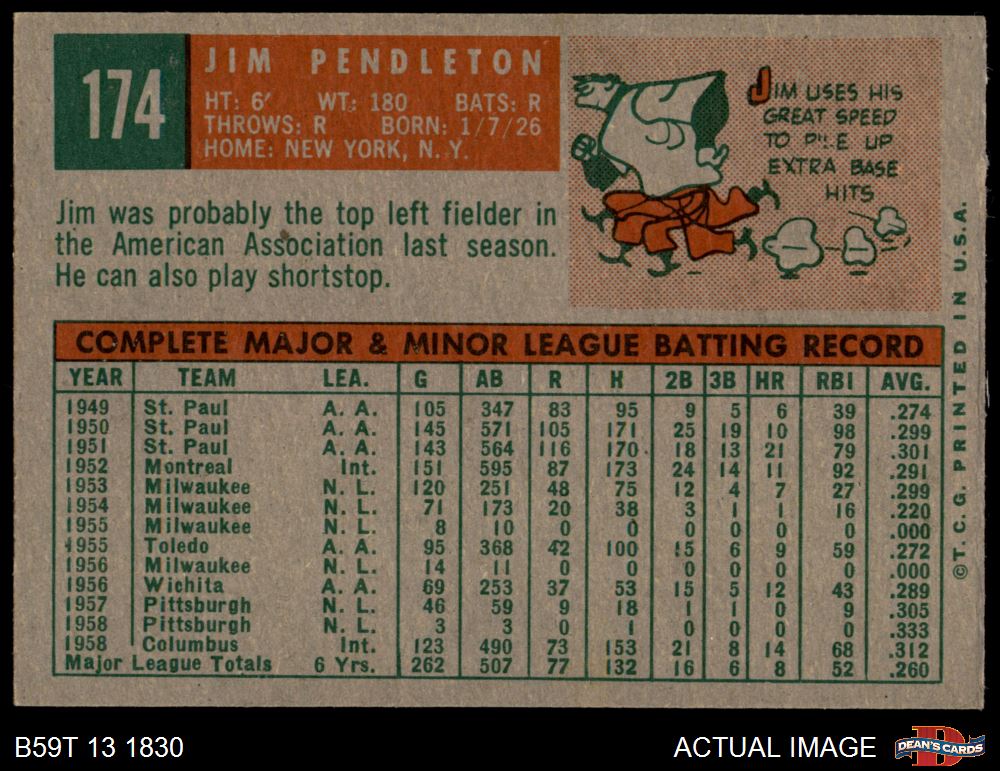 174
JIM PENDLETON
HT: 6' WT: 180 BATS: R
THROWS: R BORN: 1/7/26
HOME: NEW YORK, N. Y.
JIM USES HIS
GREAT SPEED
TO PILE UP
EXTRA BASE
HITS
Jim was probably the top left fielder in
the American Association last season.
He can also play shortstop.
COMPLETE MAJOR & MINOR LEAGUE BATTING RECORD
YEAR TEAM LEA. G AB R H 2B 3B HR RBI AVG.
1949 St. Paul A. A. 105 347 83 95 9 5 6 39 .274
1950 St. Paul A. A. 145 571 105 171 25 19 10 98 .299
1951 St. Paul A. A. 143 564 116 170 18 13 21 79 .301
1952 Montreal Int. 151 595 87 173 24 14 11 92 .291
1953 Milwaukee N. L. 120 251 48 75 12 4 7 27 .299
1954 Milwaukee N. L. 71 173 20 38 3 1 1 16 .220
1955 Milwaukee N. L. 8 10 0 0 0 0 0 0 .000
1955 Toledo A. A. 95 368 42 100 15 6 9 59 .272
1956 Milwaukee N. L. 14 11 0 0 0 0 0 0 .000
1956 Wichita A. A. 69 253 37 53 15 5 12 43 .289
1957 Pittsburgh N. L. 46 59 9 18 1 1 0 9 .305
1958 Pittsburgh N. L. 3 3 0 1 0 0 0 0 .333
1958 Columbus Int. 123 490 73 153 21 8 14 68 .312
Major League Totals 6 Yrs. 262 507 77 132 16 6 8 52 .260
©T. C. G. PRINTED IN U.S.A.
B59T 13 1830
ACTUAL IMAGE
D
DEAN'S CARDS